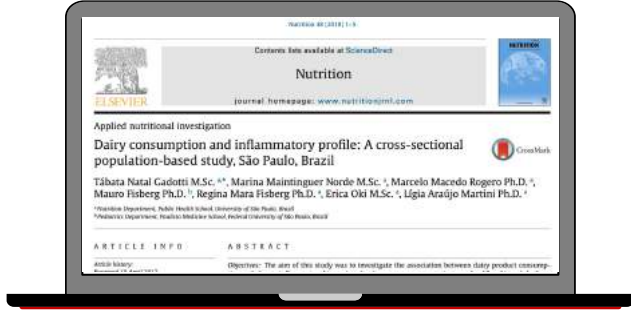 Nutrition 48 (2018) 1–5
Contents lists available at ScienceDirect
Nutrition
journal homepage: www.nutritionjrnl.com
NUTRITION
ELSEVIER
Applied nutritional investigation
Dairy consumption and inflammatory profile: A cross-sectional
population-based study, São Paulo, Brazil
CrossMark
Tábata Natal Gadotti M.Sc. a,*, Marina Maintinguer Norde M.Sc. a, Marcelo Macedo Rogero Ph.D. a,
Mauro Fisberg Ph.D. b, Regina Mara Fisberg Ph.D. a, Erica Oki M.Sc. a, Lígia Araújo Martini Ph.D. a
a Nutrition Department, Public Health School, University of São Paulo, Brazil
b Pediatrics Department, Paulista Medicine School, Federal University of São Paulo, Brazil
ARTICLE INFO
ABSTRACT
Article history:
Objectives: The aim of this study was to investigate the association between dairy product consump-